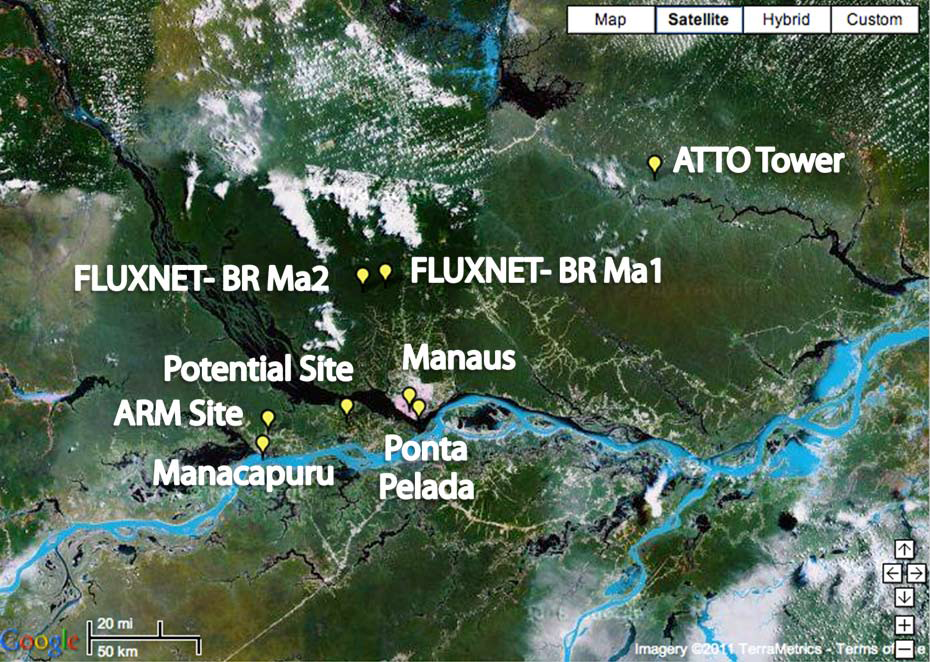 Map
Satellite
Hybrid
Custom
ATTO Tower
FLUXNET- BR Ma2
FLUXNET- BR Ma1
Potential Site
Manaus
ARM Site
Manacapuru
Ponta
Pelada
Google
20 mi
50 km
Imagery ©2011 TerraMetrics - Terms of